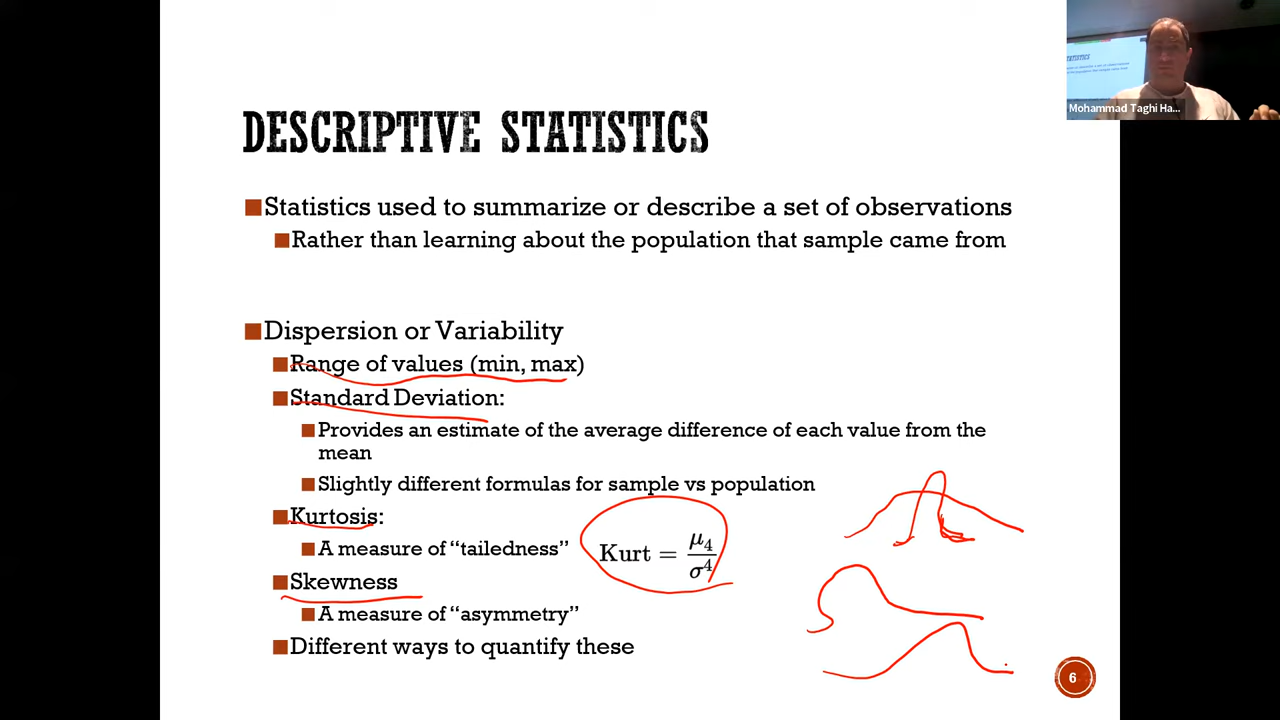 Mohammad Taghi Ha...
DESCRIPTIVE STATISTICS
Statistics used to summarize or describe a set of observations
Rather than learning about the population that sample came from
Dispersion or Variability
Range of values (min, max)
Standard Deviation:
Provides an estimate of the average difference of each value from the
mean
Slightly different formulas for sample vs population
Kurtosis:
A measure of “tailedness”
Kurt = μ₄/σ⁴
Skewness
A measure of “asymmetry”
Different ways to quantify these
6